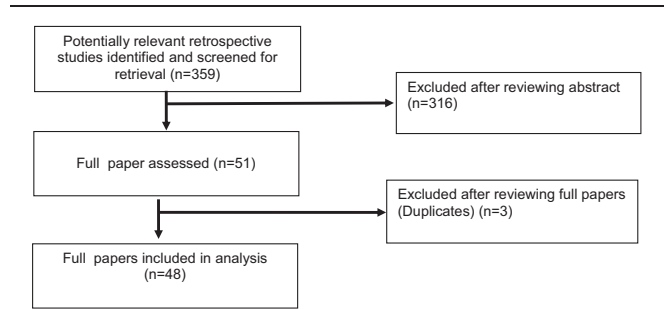 Potentially relevant retrospective
studies identified and screened for
retrieval (n=359)
Excluded after reviewing abstract
(n=316)
Full paper assessed (n=51)
Excluded after reviewing full papers
(Duplicates) (n=3)
Full papers included in analysis
(n=48)